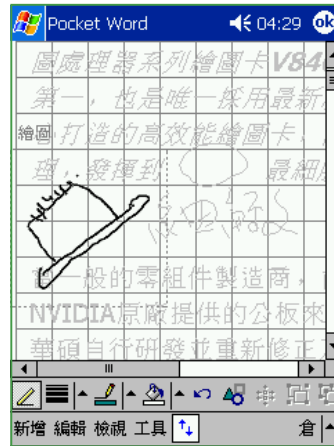 Pocket Word 4:29 ok
圖處理器系列繪圖卡V840
第一,也是唯一採用最新
繪圖 打造的高效能繪圖卡、
理,發揮到 最細
一般的零組件製造商,
NVIDIA原廠提供的公板來
華碩自行研發並重新修正
新增 編輯 檢視 工具 倉